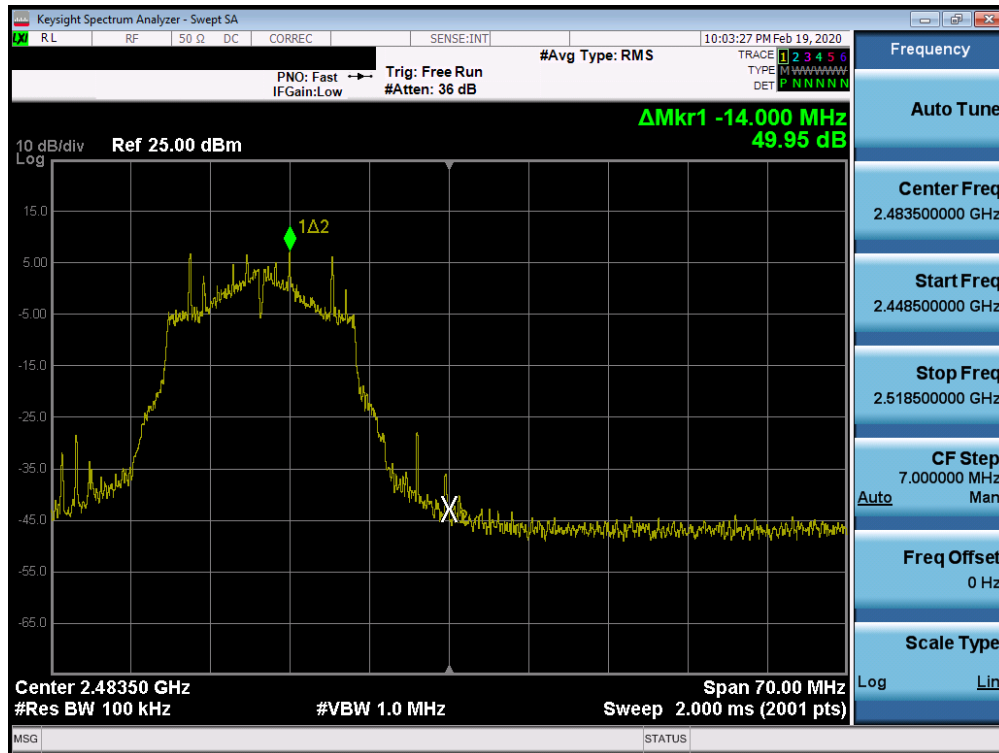 Keysight Spectrum Analyzer - Swept SA
LXI RL RF 50 Ω DC CORREC SENSE:INT 10:03:27 PM Feb 19, 2020
#Avg Type: RMS
TRACE 1 2 3 4 5 6
PNO: Fast Trig: Free Run
TYPE M W W W W W
IFGain:Low #Atten: 36 dB
DET P N N N N N
ΔMkr1 -14.000 MHz
49.95 dB
10 dB/div Ref 25.00 dBm
Log
15.0
1Δ2
5.00
-5.00
-15.0
-25.0
-35.0
-45.0
-55.0
-65.0
Center 2.48350 GHz Span 70.00 MHz
#Res BW 100 kHz #VBW 1.0 MHz Sweep 2.000 ms (2001 pts)
MSG STATUS
Frequency
Auto Tune
Center Freq
2.483500000 GHz
Start Freq
2.448500000 GHz
Stop Freq
2.518500000 GHz
CF Step
7.000000 MHz
Auto Man
Freq Offset
0 Hz
Scale Type
Log Lin